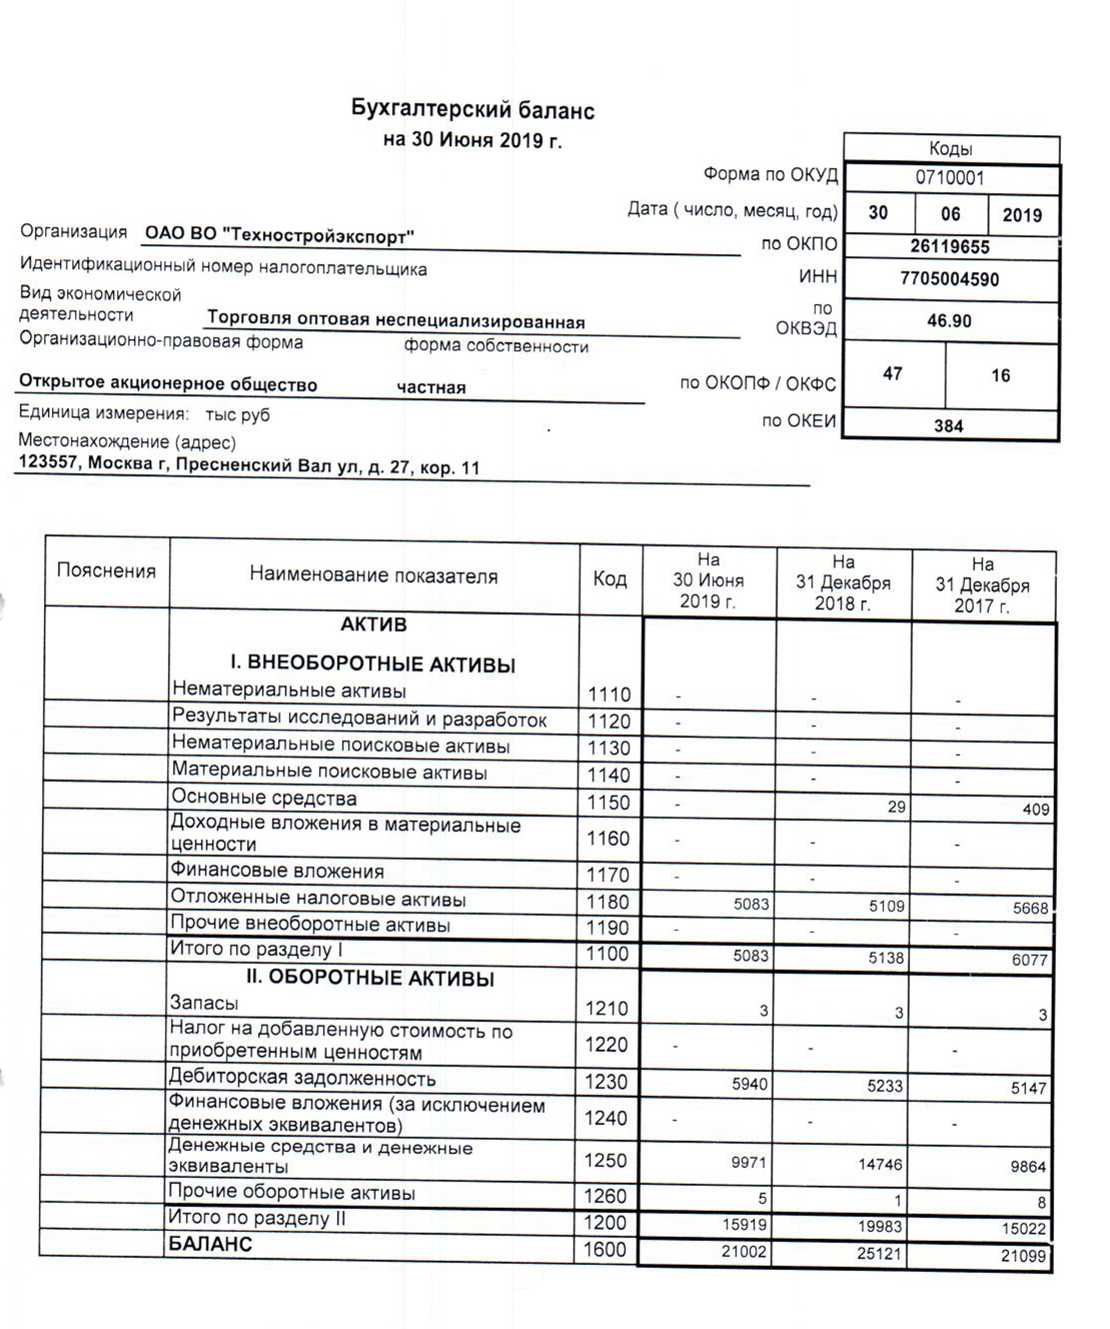 Бухгалтерский баланс
на 30 Июня 2019 г.
Коды
Форма по ОКУД 0710001
Дата ( число, месяц, год) 30 06 2019
Организация ОАО ВО "Техностройэкспорт" по ОКПО 26119655
Идентификационный номер налогоплательщика ИНН 7705004590
Вид экономической
деятельности Торговля оптовая неспециализированная по
ОКВЭД 46.90
Организационно-правовая форма форма собственности
Открытое акционерное общество частная по ОКОПФ / ОКФС 47 16
Единица измерения: тыс руб по ОКЕИ 384
Местонахождение (адрес)
123557, Москва г, Пресненский Вал ул, д. 27, кор. 11
Пояснения Наименование показателя Код На
30 Июня
2019 г. На
31 Декабря
2018 г. На
31 Декабря
2017 г.
АКТИВ
I. ВНЕОБОРОТНЫЕ АКТИВЫ
Нематериальные активы 1110 - - -
Результаты исследований и разработок 1120 - - -
Нематериальные поисковые активы 1130 - - -
Материальные поисковые активы 1140 - - -
Основные средства 1150 - 29 409
Доходные вложения в материальные
ценности 1160 - - -
Финансовые вложения 1170 - - -
Отложенные налоговые активы 1180 5083 5109 5668
Прочие внеоборотные активы 1190 - - -
Итого по разделу I 1100 5083 5138 6077
II. ОБОРОТНЫЕ АКТИВЫ
Запасы 1210 3 3 3
Налог на добавленную стоимость по
приобретенным ценностям 1220 - - -
Дебиторская задолженность 1230 5940 5233 5147
Финансовые вложения (за исключением
денежных эквивалентов) 1240 - - -
Денежные средства и денежные
эквиваленты 1250 9971 14746 9864
Прочие оборотные активы 1260 5 1 8
Итого по разделу II 1200 15919 19983 15022
БАЛАНС 1600 21002 25121 21099